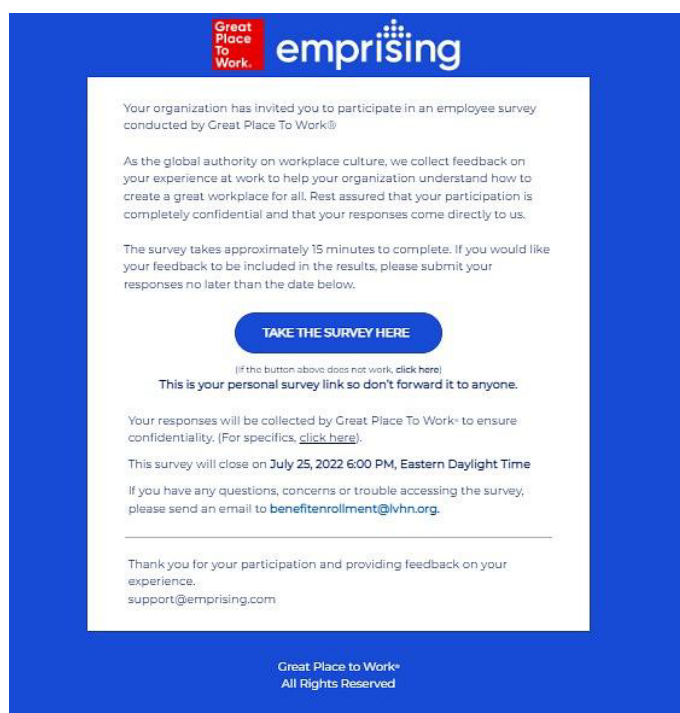 Great
Place
To
Work.
emprising
Your organization has invited you to participate in an employee survey
conducted by Great Place To Work®
As the global authority on workplace culture, we collect feedback on
your experience at work to help your organization understand how to
create a great workplace for all. Rest assured that your participation is
completely confidential and that your responses come directly to us.
The survey takes approximately 15 minutes to complete. If you would like
your feedback to be included in the results, please submit your
responses no later than the date below.
TAKE THE SURVEY HERE
(If the button above does not work, click here)
This is your personal survey link so don't forward it to anyone.
Your responses will be collected by Great Place To Work® to ensure
confidentiality. (For specifics, click here).
This survey will close on July 25, 2022 6:00 PM, Eastern Daylight Time
If you have any questions, concerns or trouble accessing the survey,
please send an email to benefitenrollment@lvhn.org.
Thank you for your participation and providing feedback on your
experience.
support@emprising.com
Great Place to Work®
All Rights Reserved